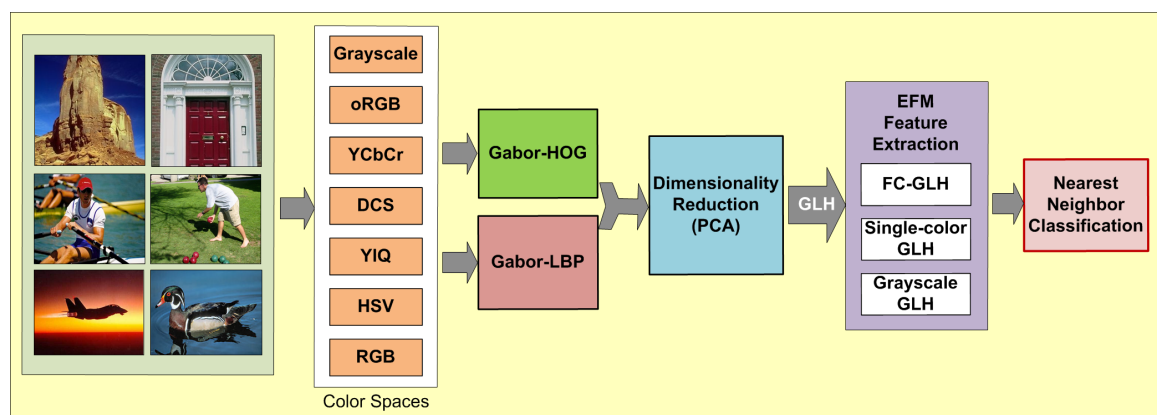 Grayscale
oRGB
YCbCr
DCS
YIQ
HSV
RGB
Color Spaces
Gabor-HOG
Gabor-LBP
Dimensionality
Reduction
(PCA)
GLH
EFM
Feature
Extraction
FC-GLH
Single-color
GLH
Grayscale
GLH
Nearest
Neighbor
Classification